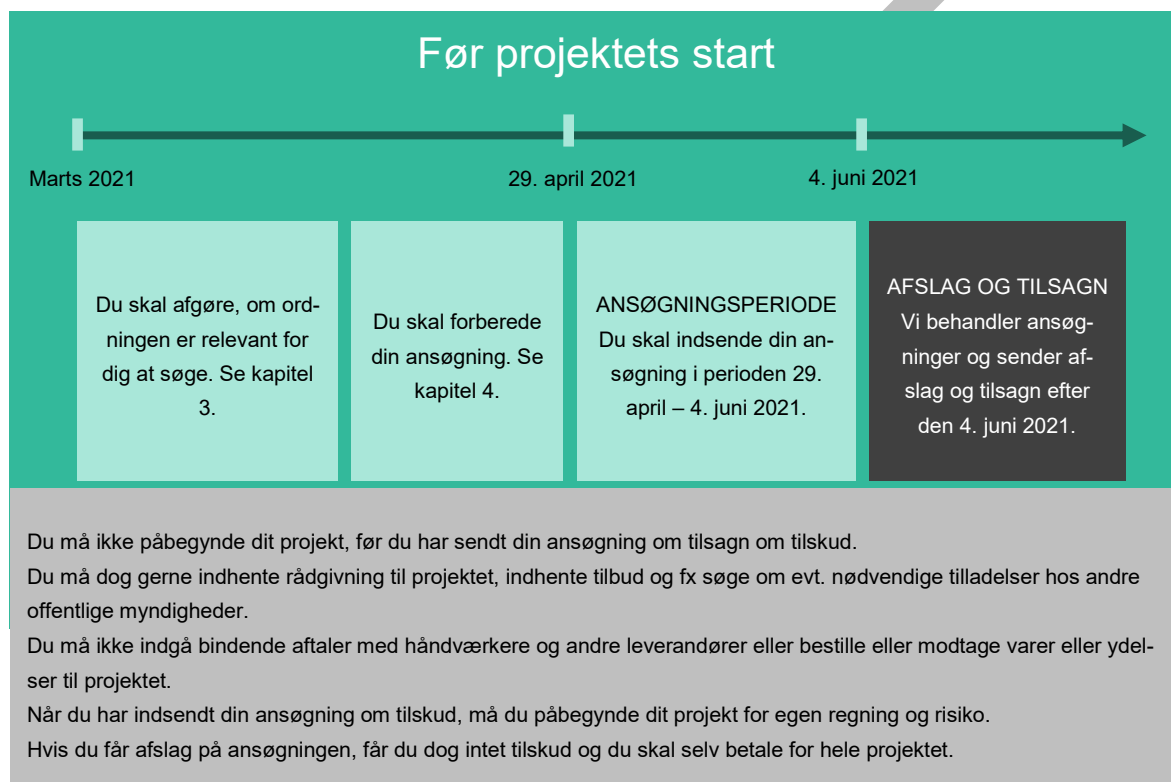 Før projektets start
Marts 2021
29. april 2021
4. juni 2021
Du skal afgøre, om ord-
ningen er relevant for
dig at søge. Se kapitel
3.
Du skal forberede
din ansøgning. Se
kapitel 4.
ANSØGNINGSPERIODE
Du skal indsende din an-
søgning i perioden 29.
april – 4. juni 2021.
AFSLAG OG TILSAGN
Vi behandler ansøg-
ninger og sender af-
slag og tilsagn efter
den 4. juni 2021.
Du må ikke påbegynde dit projekt, før du har sendt din ansøgning om tilsagn om tilskud.
Du må dog gerne indhente rådgivning til projektet, indhente tilbud og fx søge om evt. nødvendige tilladelser hos andre
offentlige myndigheder.
Du må ikke indgå bindende aftaler med håndværkere og andre leverandører eller bestille eller modtage varer eller ydel-
ser til projektet.
Når du har indsendt din ansøgning om tilskud, må du påbegynde dit projekt for egen regning og risiko.
Hvis du får afslag på ansøgningen, får du dog intet tilskud og du skal selv betale for hele projektet.